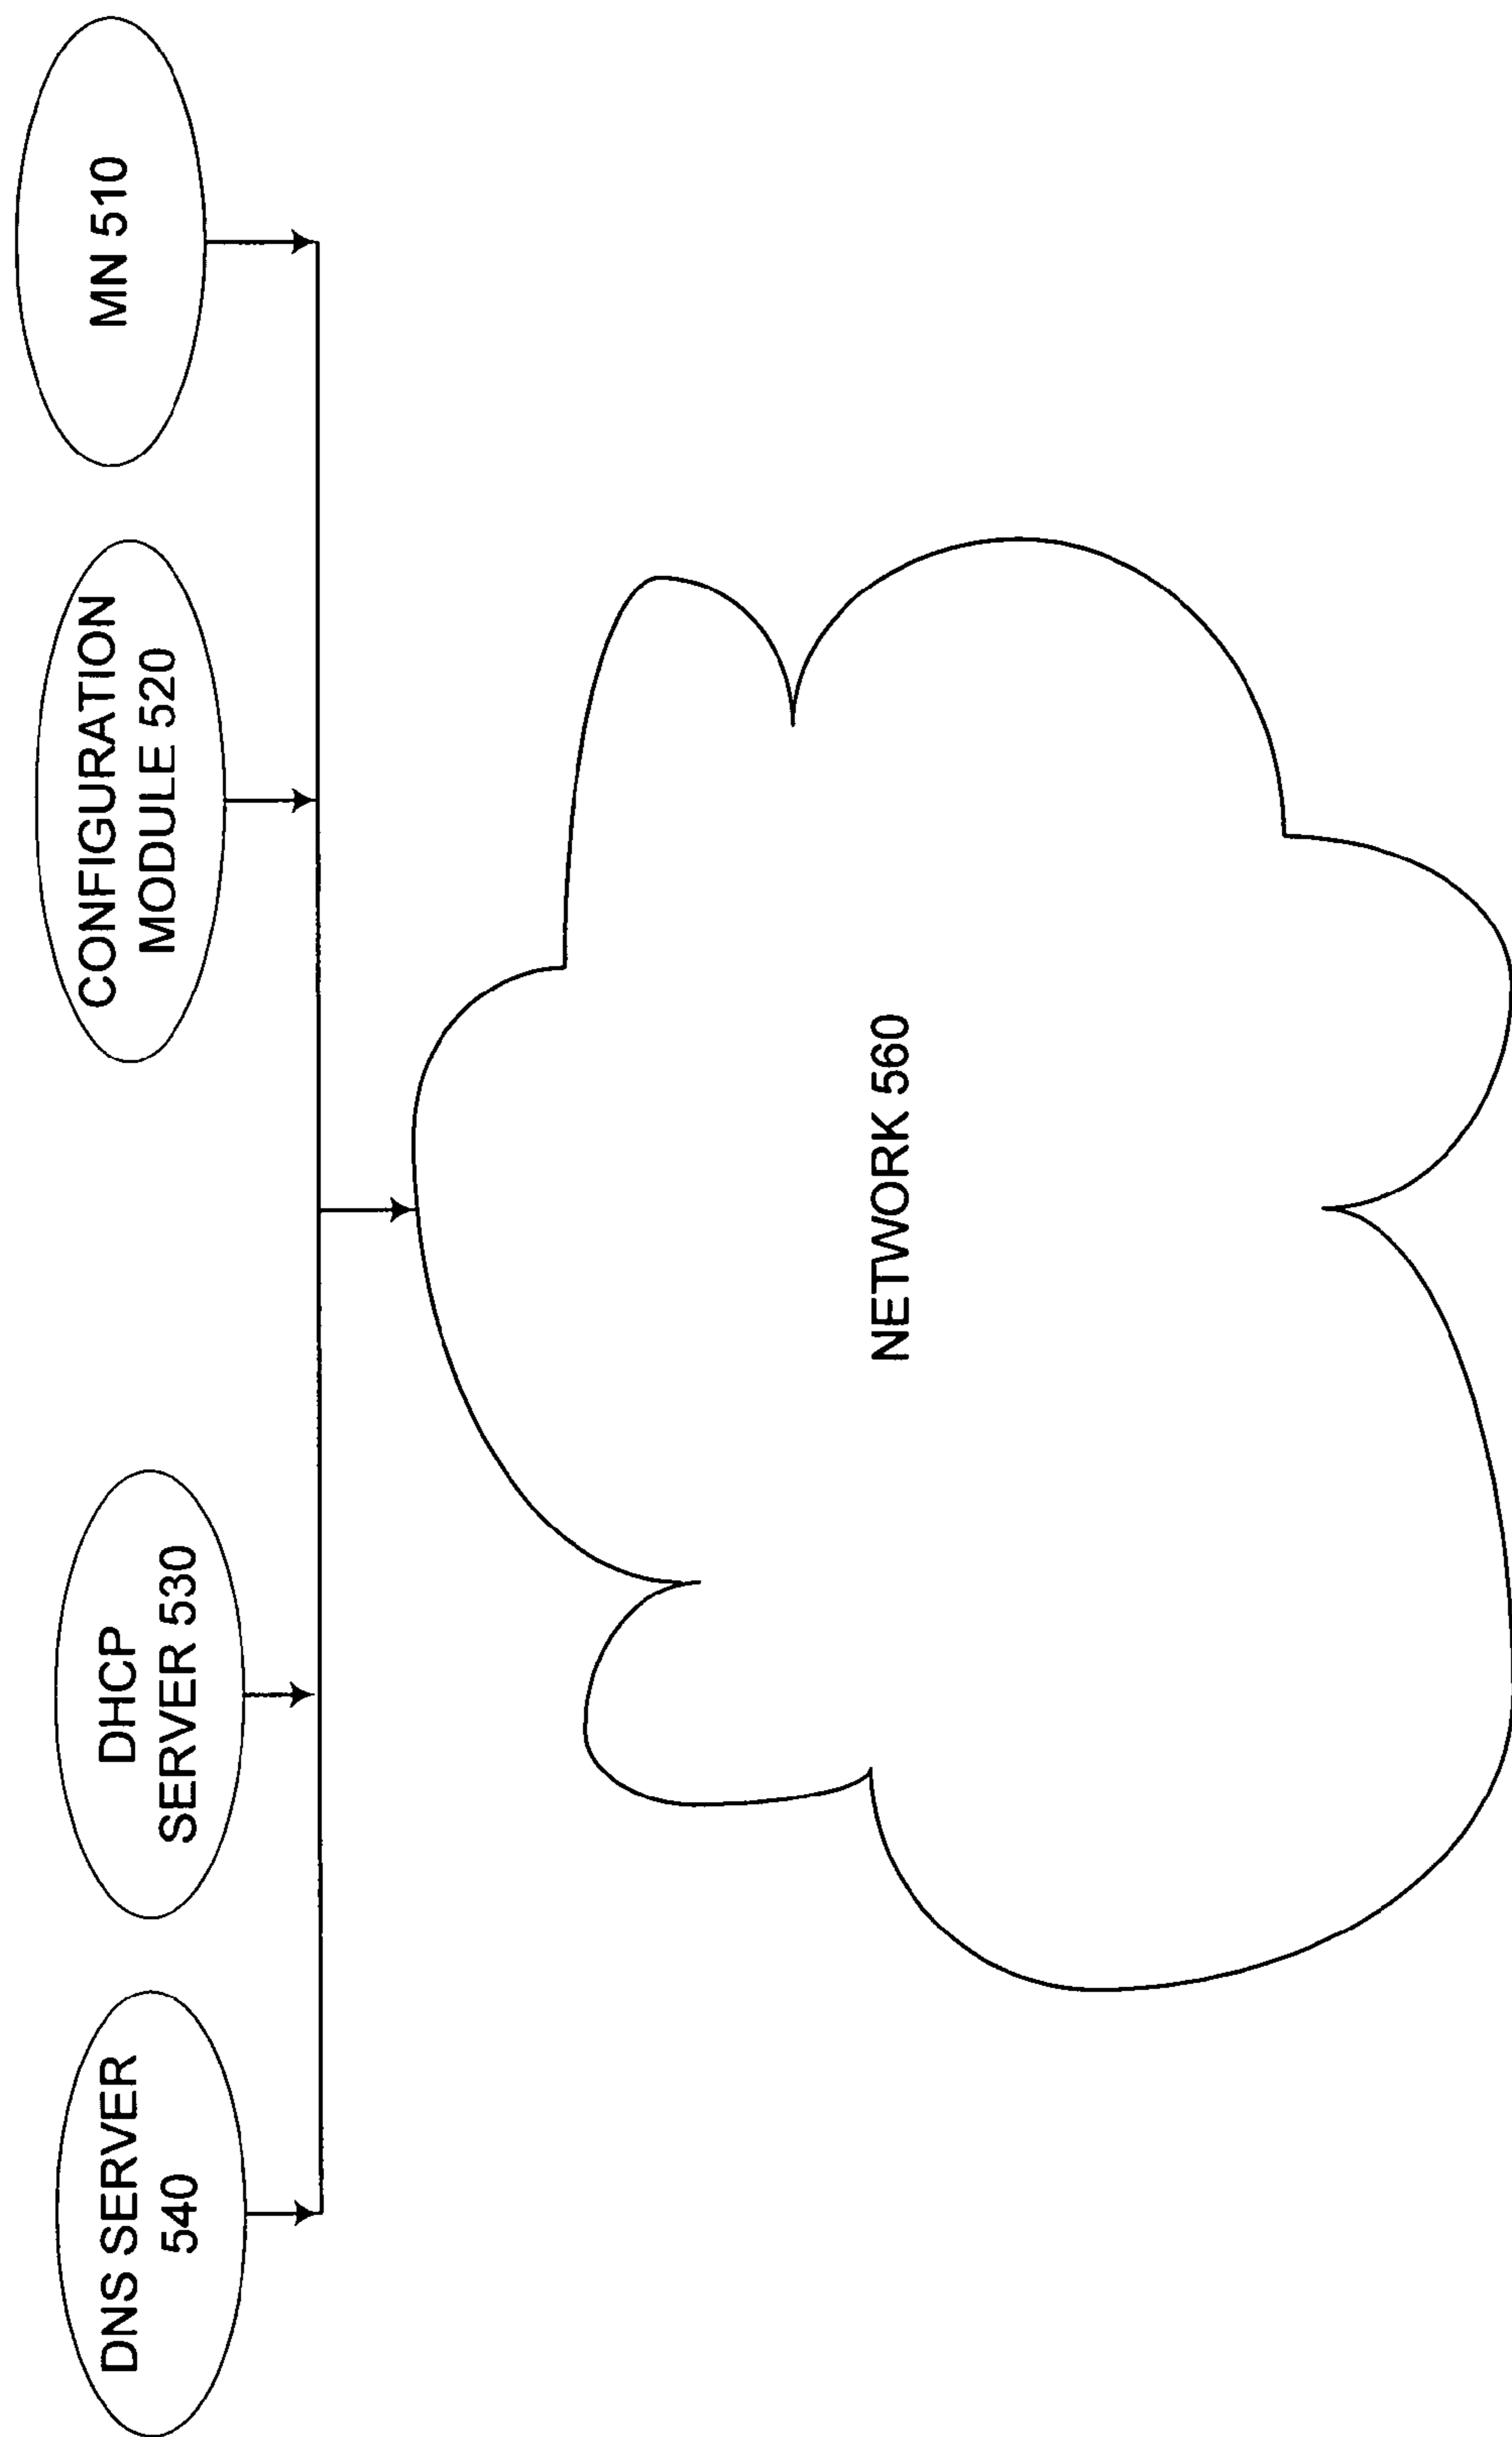 DNS SERVER
540
DHCP
SERVER 530
CONFIGURATION
MODULE 520
MN 510
NETWORK 560